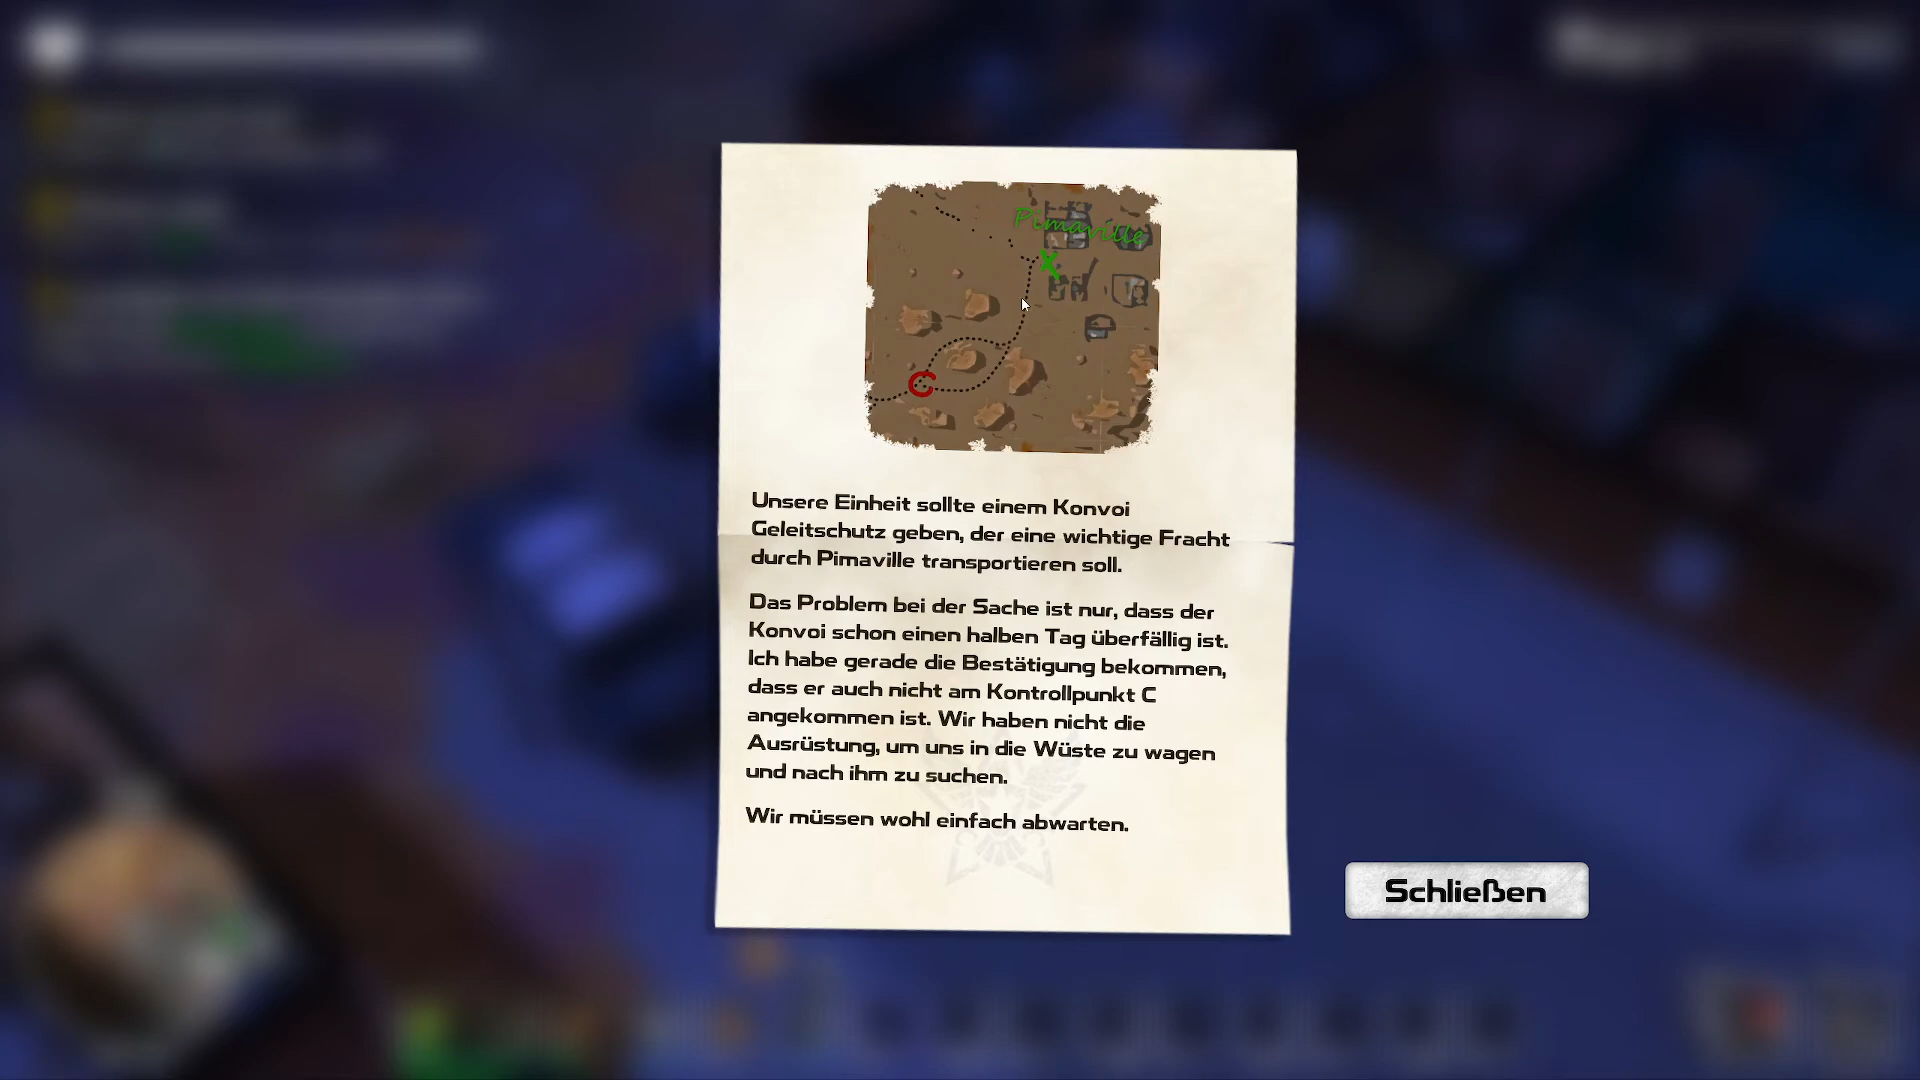 Pimaville
X
C
Unsere Einheit sollte einem Konvoi
Geleitschutz geben, der eine wichtige Fracht
durch Pimaville transportieren soll.
Das Problem bei der Sache ist nur, dass der
Konvoi schon einen halben Tag überfällig ist.
Ich habe gerade die Bestätigung bekommen,
dass er auch nicht am Kontrollpunkt C
angekommen ist. Wir haben nicht die
Ausrüstung, um uns in die Wüste zu wagen
und nach ihm zu suchen.
Wir müssen wohl einfach abwarten.
Schließen